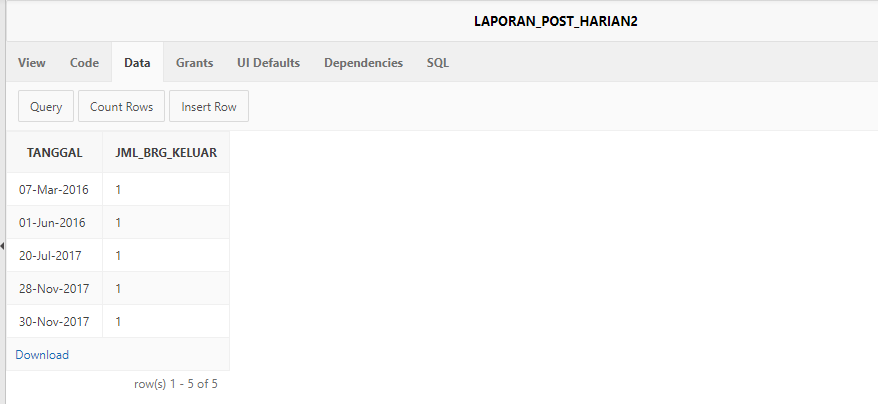 LAPORAN_POST_HARIAN2
View Code Data Grants UI Defaults Dependencies SQL
Query Count Rows Insert Row
TANGGAL JML_BRG_KELUAR
07-Mar-2016 1
01-Jun-2016 1
20-Jul-2017 1
28-Nov-2017 1
30-Nov-2017 1
Download
row(s) 1 - 5 of 5